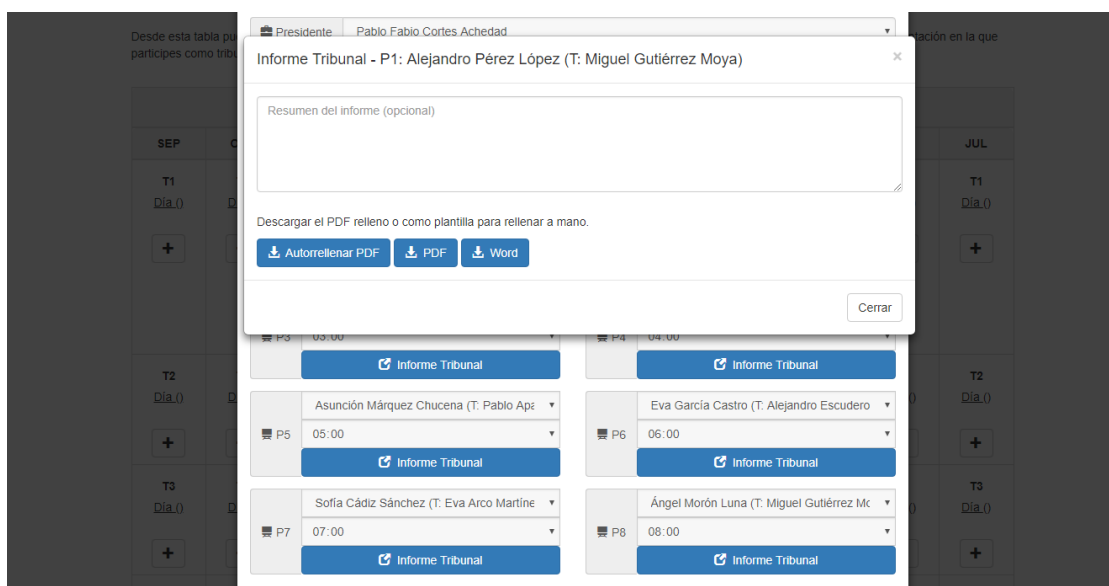 Desde esta tabla
Presidente Pablo Fabio Cortes Achedad
tación en la que
participes como
Informe Tribunal - P1: Alejandro Pérez López (T: Miguel Gutiérrez Moya) ×
Resumen del informe (opcional)
SEP JUL
T1 T1
Día () Día ()
Descargar el PDF relleno o como plantilla para rellenar a mano.
+ Autorrellenar PDF PDF Word +
Cerrar
P3 03:00 P4 04:00
Informe Tribunal Informe Tribunal
T2 T2
Día () Día ()
Asunción Márquez Chucena (T: Pablo Apa Eva García Castro (T: Alejandro Escudero
P5 05:00 P6 06:00
+ +
Informe Tribunal Informe Tribunal
T3 T3
Sofía Cádiz Sánchez (T: Eva Arco Martíne Ángel Morón Luna (T: Miguel Gutiérrez Mo
Día () Día ()
P7 07:00 P8 08:00
+ Informe Tribunal Informe Tribunal +